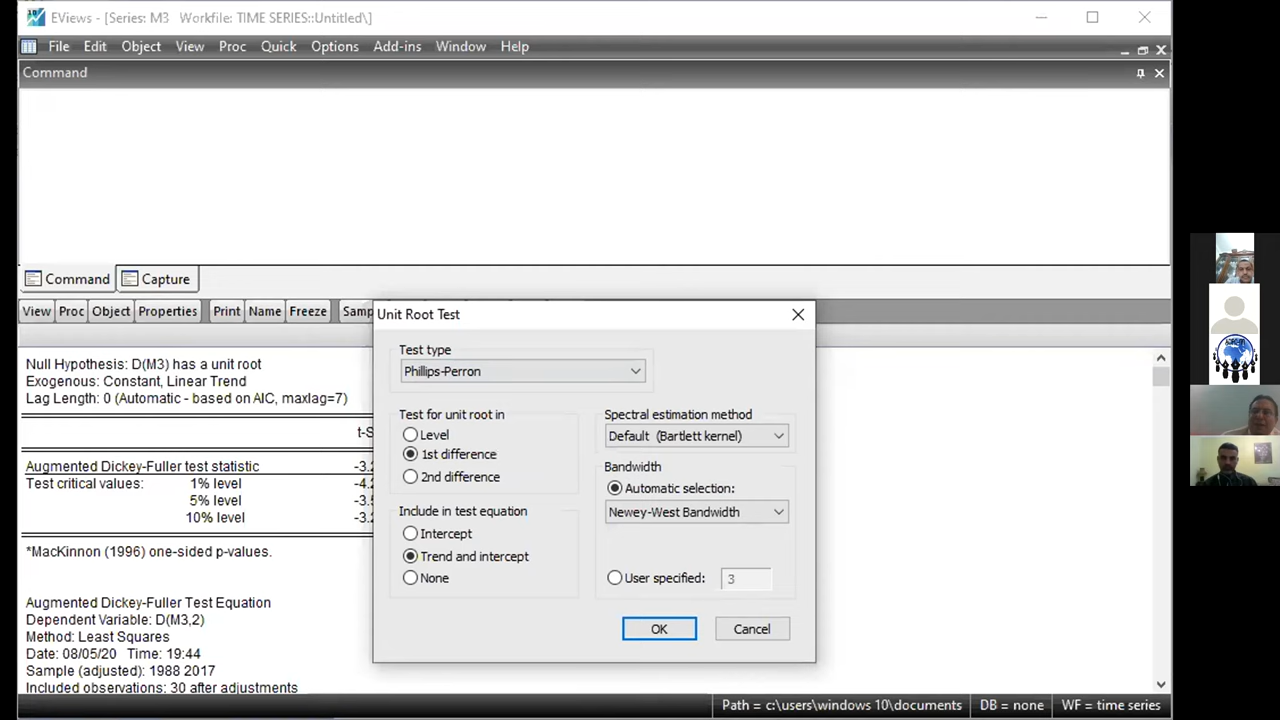 EViews - [Series: M3 Workfile: TIME SERIES::Untitled\]
File Edit Object View Proc Quick Options Add-ins Window Help
Command
Command Capture
View Proc Object Properties Print Name Freeze
Null Hypothesis: D(M3) has a unit root
Exogenous: Constant, Linear Trend
Lag Length: 0 (Automatic - based on AIC, maxlag=7)
Augmented Dickey-Fuller test statistic
Test critical values: 1% level
5% level
10% level
*MacKinnon (1996) one-sided p-values.
Augmented Dickey-Fuller Test Equation
Dependent Variable: D(M3,2)
Method: Least Squares
Date: 08/05/20 Time: 19:44
Sample (adjusted): 1988 2017
Included observations: 30 after adjustments
Unit Root Test
Test type
Phillips-Perron
Test for unit root in
Level
1st difference
2nd difference
Include in test equation
Intercept
Trend and intercept
None
Spectral estimation method
Default (Bartlett kernel)
Bandwidth
Automatic selection:
Newey-West Bandwidth
User specified: 3
OK Cancel
Path = c:\users\windows 10\documents DB = none WF = time series